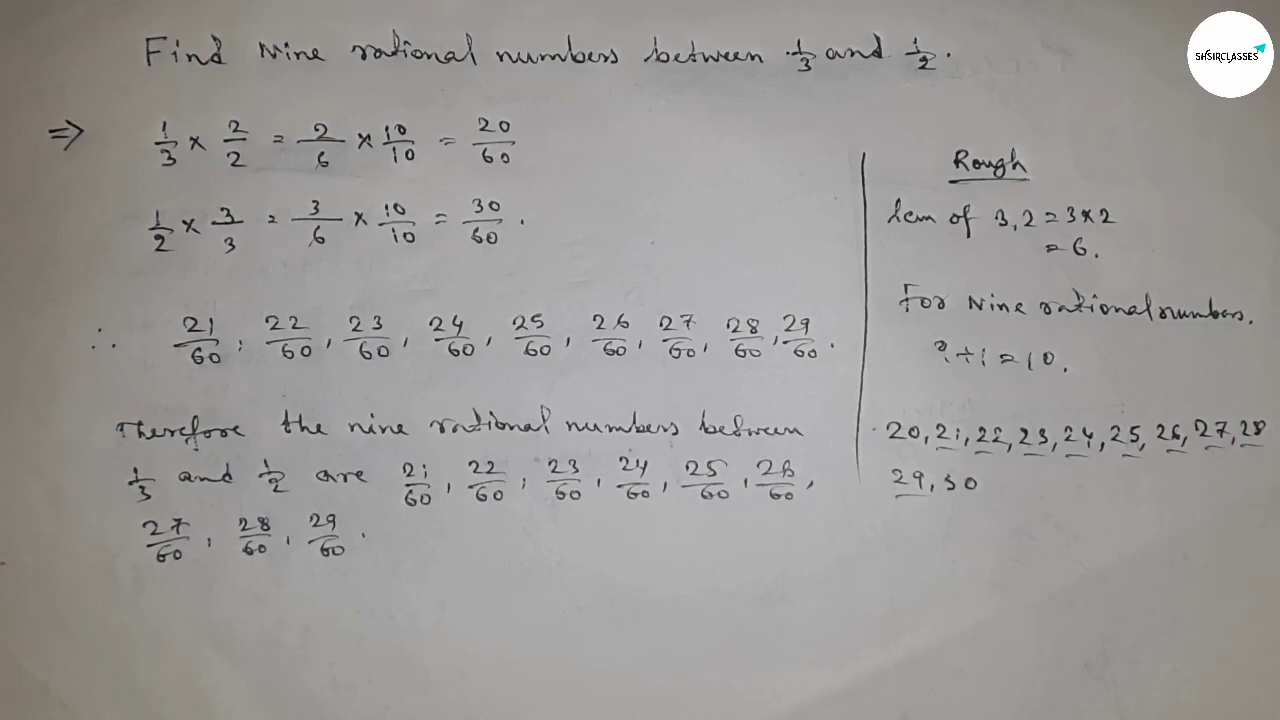 Find Nine rational numbers between 1/3 and 1/2.
SHSIRCLASSES
⇒ 1/3 × 2/2 = 2/6 × 10/10 = 20/60
1/2 × 3/3 = 3/6 × 10/10 = 30/60.
∴ 21/60, 22/60, 23/60, 24/60, 25/60, 26/60, 27/60, 28/60, 29/60.
Therefore the nine rational numbers between
1/3 and 1/2 are 21/60, 22/60, 23/60, 24/60, 25/60, 26/60,
27/60, 28/60, 29/60.
Rough
lcm of 3,2 = 3×2
= 6.
For Nine rational numbers.
9+1 = 10.
20, 21, 22, 23, 24, 25, 26, 27, 28
29, 30